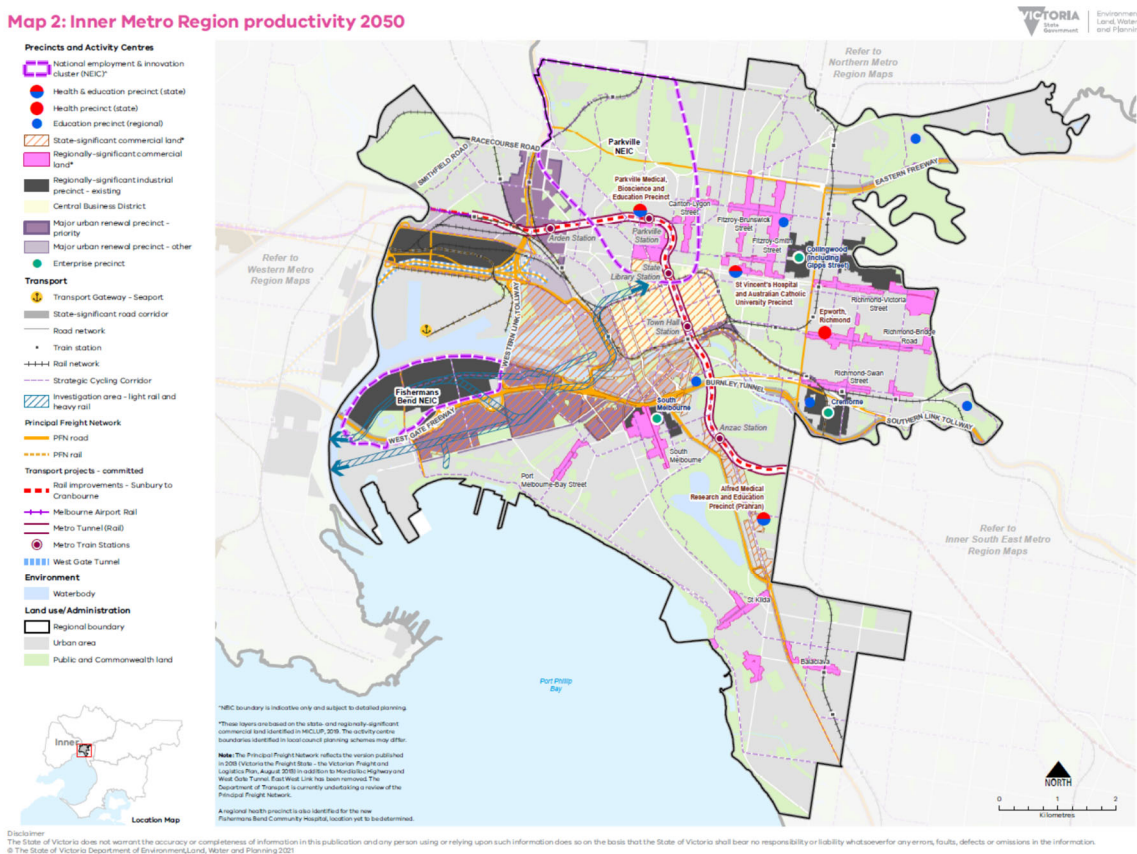 Map 2: Inner Metro Region productivity 2050
VICTORIA
State
Government
Environment
Land, Water
and Planning
Precincts and Activity Centres
National employment & innovation
cluster (NEIC)*
Health & education precinct (state)
Health precinct (state)
Education precinct (regional)
State-significant commercial land*
Regionally-significant commercial
land*
Regionally-significant industrial
precinct - existing
Central Business District
Major urban renewal precinct -
priority
Major urban renewal precinct - other
Enterprise precinct
Transport
Transport Gateway - Seaport
State-significant road corridor
Road network
Train station
Rail network
Strategic Cycling Corridor
Investigation area - light rail and
heavy rail
Principal Freight Network
PFN road
PFN rail
Transport projects - committed
Rail improvements - Sunbury to
Cranbourne
Melbourne Airport Rail
Metro Tunnel (Rail)
Metro Train Stations
West Gate Tunnel
Environment
Waterbody
Land use/Administration
Regional boundary
Urban area
Public and Commonwealth land
Inner
Location Map
Refer to
Northern Metro
Region Maps
RACECOURSE ROAD
SMITHFIELD ROAD
Parkville
NEIC
EASTERN FREEWAY
Parkville Medical,
Bioscience and
Education Precinct
Carlton-Lygon
Street
Fitzroy-Brunswick
Street
Fitzroy-Smith
Street
Arden Station
Parkville
Station
Collingwood
(including
Gipps Street)
Refer to
Western Metro
Region Maps
State
Library Station
St Vincent's Hospital
and Australian Catholic
University Precinct
Richmond-Victoria
Street
Epworth,
Richmond
WESTERN LINK TOLLWAY
Town Hall
Station
Richmond-Bridge
Road
Richmond-Swan
Street
Fishermans
Bend NEIC
BURNLEY TUNNEL
South
Melbourne
Cremorne
SOUTHERN LINK TOLLWAY
WEST GATE FREEWAY
Anzac Station
South
Melbourne
Port
Melbourne-Bay Street
Alfred Medical
Research and Education
Precinct (Prahran)
Refer to
Inner South East Metro
Region Maps
St Kilda
Balaclava
Port Phillip
Bay
*NEIC boundary is indicative only and subject to detailed planning.
*These layers are based on the state- and regionally-significant
commercial land identified in MICLUP, 2019. The activity centre
boundaries identified in local council planning schemes may differ.
Note: The Principal Freight Network reflects the version published
in 2019 (Victoria the Freight State - the Victorian Freight and
Logistics Plan, August 2013) in addition to Mordialloc Highway and
West Gate Tunnel. East West Link has been removed. The
Department of Transport is currently undertaking a review of the
Principal Freight Network.
A regional health precinct is also identified for the new
Fishermans Bend Community Hospital, location yet to be determined.
NORTH
0 1 2
Kilometres
Disclaimer
The State of Victoria does not warrant the accuracy or completeness of information in this publication and any person using or relying upon such information does so on the basis that the State of Victoria shall bear no responsibility or liability whatsoever for any errors, faults, defects or omissions in the information.
© The State of Victoria Department of Environment, Land, Water and Planning 2021